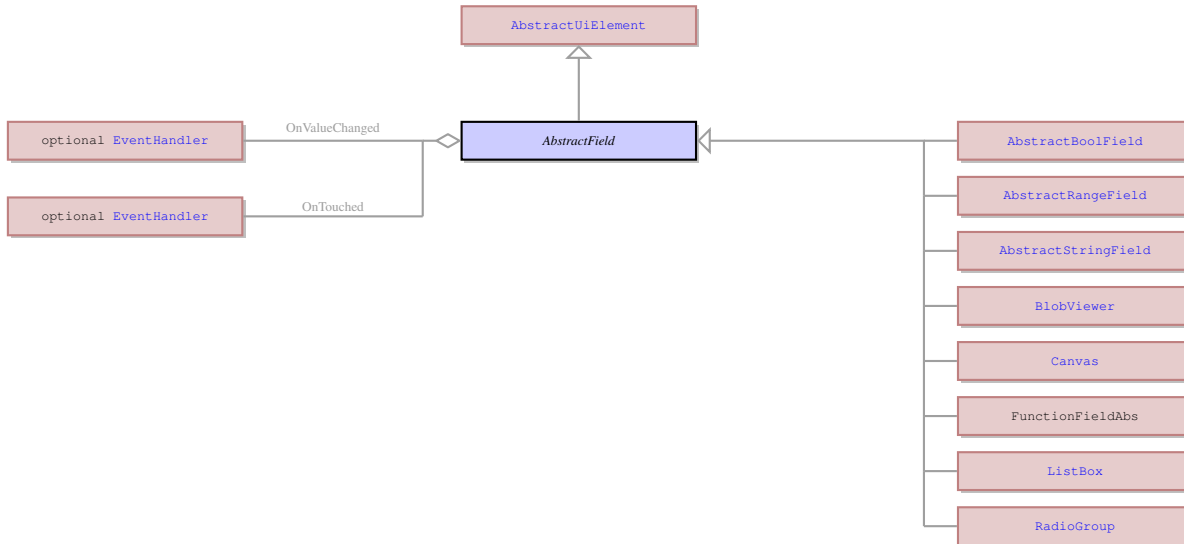 AbstractUiElement
optional EventHandler
OnValueChanged
AbstractField
AbstractBoolField
AbstractRangeField
optional EventHandler
OnTouched
AbstractStringField
BlobViewer
Canvas
FunctionFieldAbs
ListBox
RadioGroup